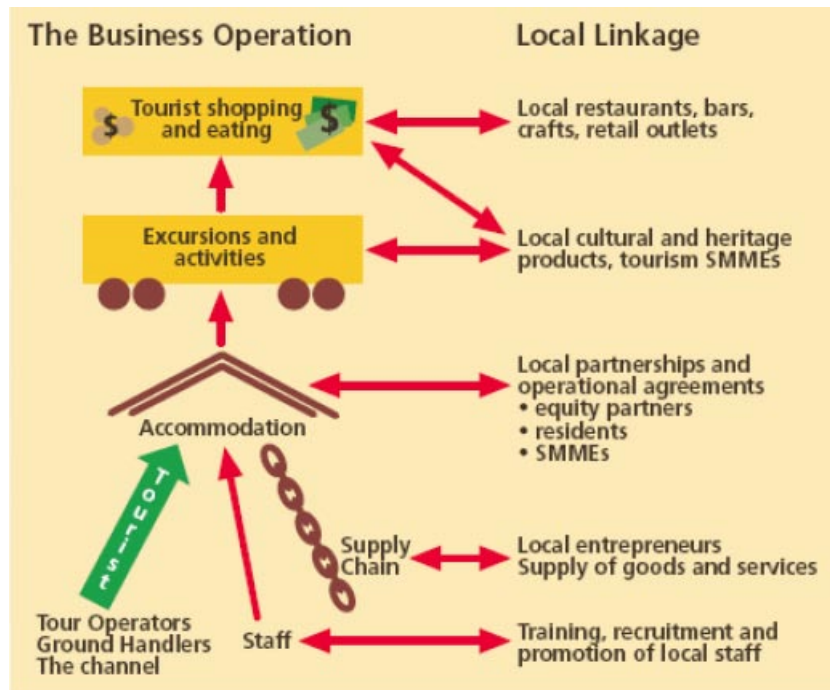 The Business Operation
Local Linkage
$
Tourist shopping
and eating
$
Local restaurants, bars,
crafts, retail outlets
Excursions and
activities
Local cultural and heritage
products, tourism SMMEs
Local partnerships and
operational agreements
• equity partners
• residents
• SMMEs
Accommodation
Tourist
Supply
Chain
Local entrepreneurs
Supply of goods and services
Tour Operators
Ground Handlers
The channel
Staff
Training, recruitment and
promotion of local staff